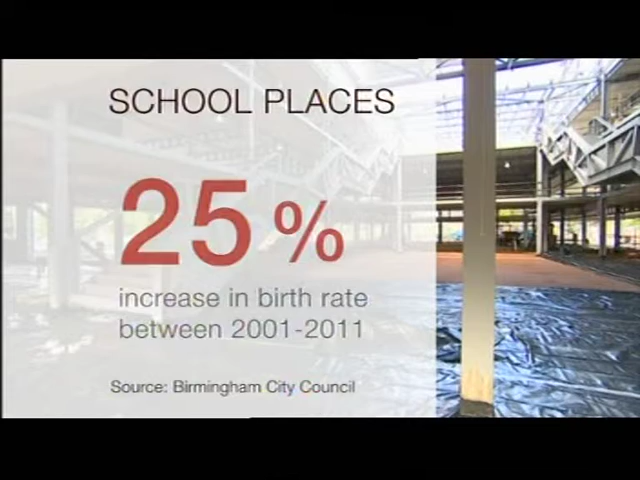 SCHOOL PLACES
25 %
increase in birth rate
between 2001-2011
Source: Birmingham City Council